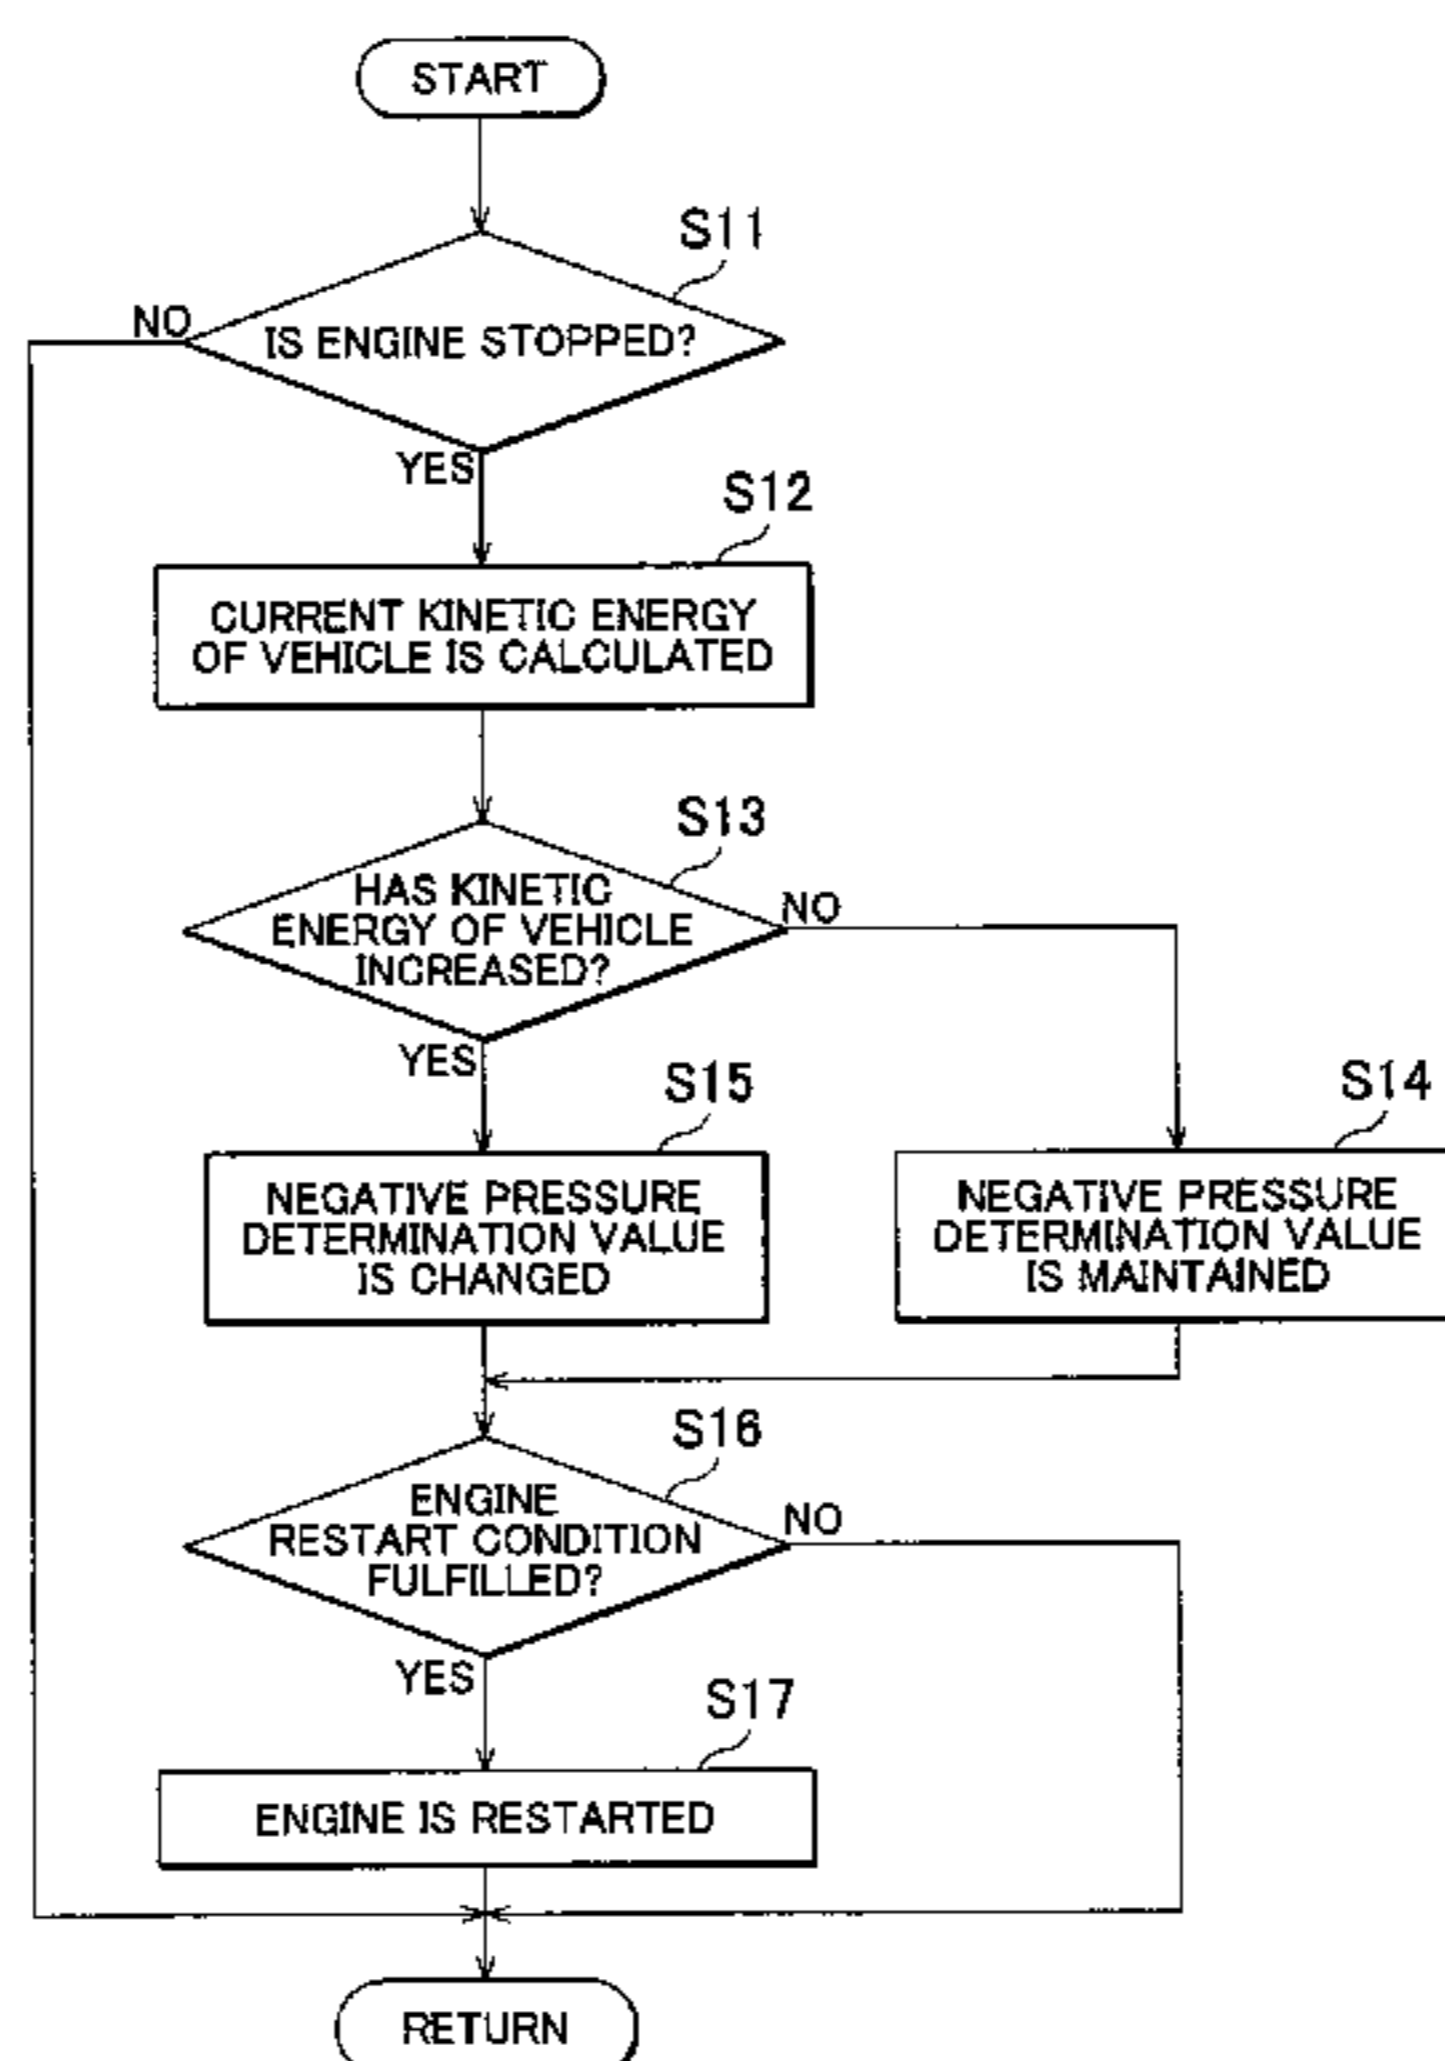 START
S11
NO
IS ENGINE STOPPED?
YES
S12
CURRENT KINETIC ENERGY
OF VEHICLE IS CALCULATED
S13
HAS KINETIC
ENERGY OF VEHICLE
INCREASED?
NO
YES
S15
S14
NEGATIVE PRESSURE
DETERMINATION VALUE
IS CHANGED
NEGATIVE PRESSURE
DETERMINATION VALUE
IS MAINTAINED
S16
ENGINE
RESTART CONDITION
FULFILLED?
NO
YES
S17
ENGINE IS RESTARTED
RETURN